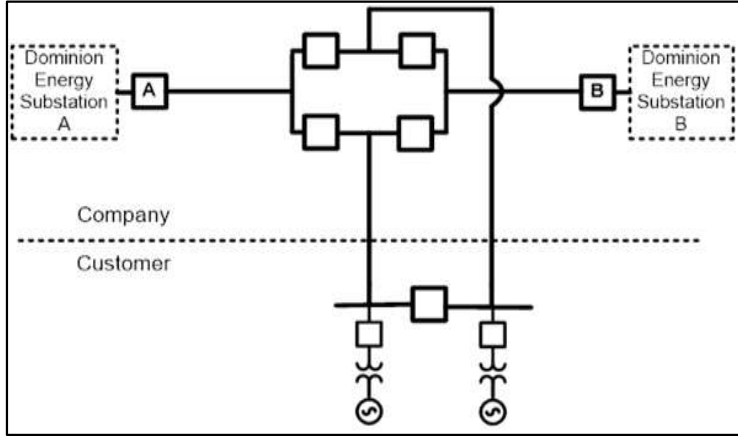 Dominion
Energy
Substation
A
A
B
Dominion
Energy
Substation
B
Company
Customer
S
S